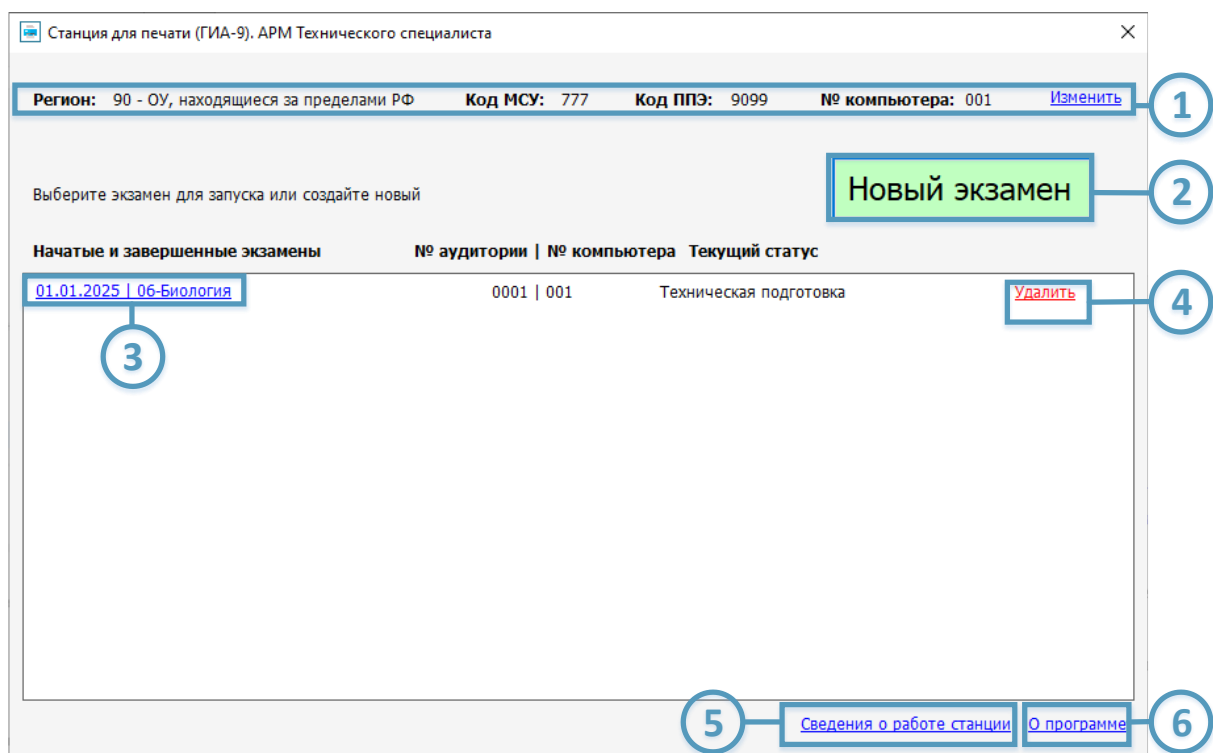 Станция для печати (ГИА-9). АРМ Технического специалиста
Регион: 90 - ОУ, находящиеся за пределами РФ Код МСУ: 777 Код ППЭ: 9099 № компьютера: 001 Изменить
1
Новый экзамен
2
Выберите экзамен для запуска или создайте новый
Начатые и завершенные экзамены № аудитории | № компьютера Текущий статус
01.01.2025 | 06-Биология 0001 | 001 Техническая подготовка Удалить
4
3
5 Сведения о работе станции О программе 6